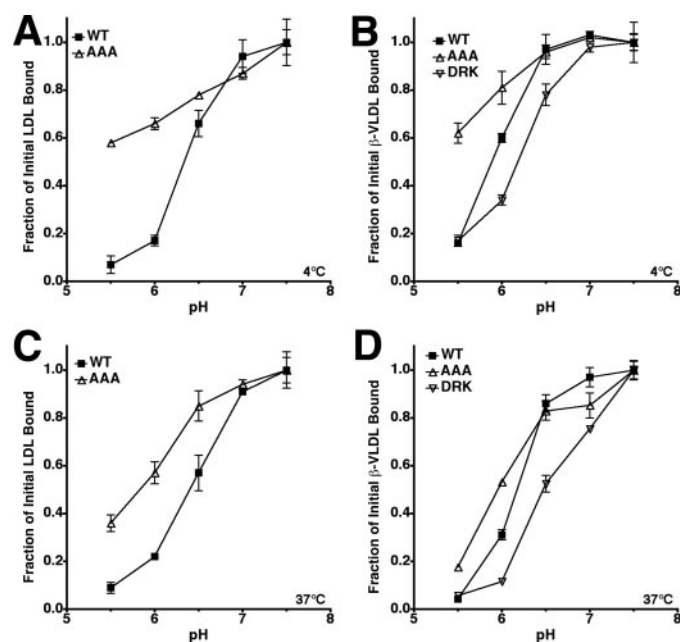 A
WT
AAA
Fraction of Initial LDL Bound
1.0
0.8
0.6
0.4
0.2
0.0
4°C
5 6 7 8
pH
B
WT
AAA
DRK
Fraction of Initial β-VLDL Bound
1.0
0.8
0.6
0.4
0.2
0.0
4°C
5 6 7 8
pH
C
WT
AAA
Fraction of Initial LDL Bound
1.0
0.8
0.6
0.4
0.2
0.0
37°C
5 6 7 8
pH
D
WT
AAA
DRK
Fraction of Initial β-VLDL Bound
1.0
0.8
0.6
0.4
0.2
0.0
37°C
5 6 7 8
pH